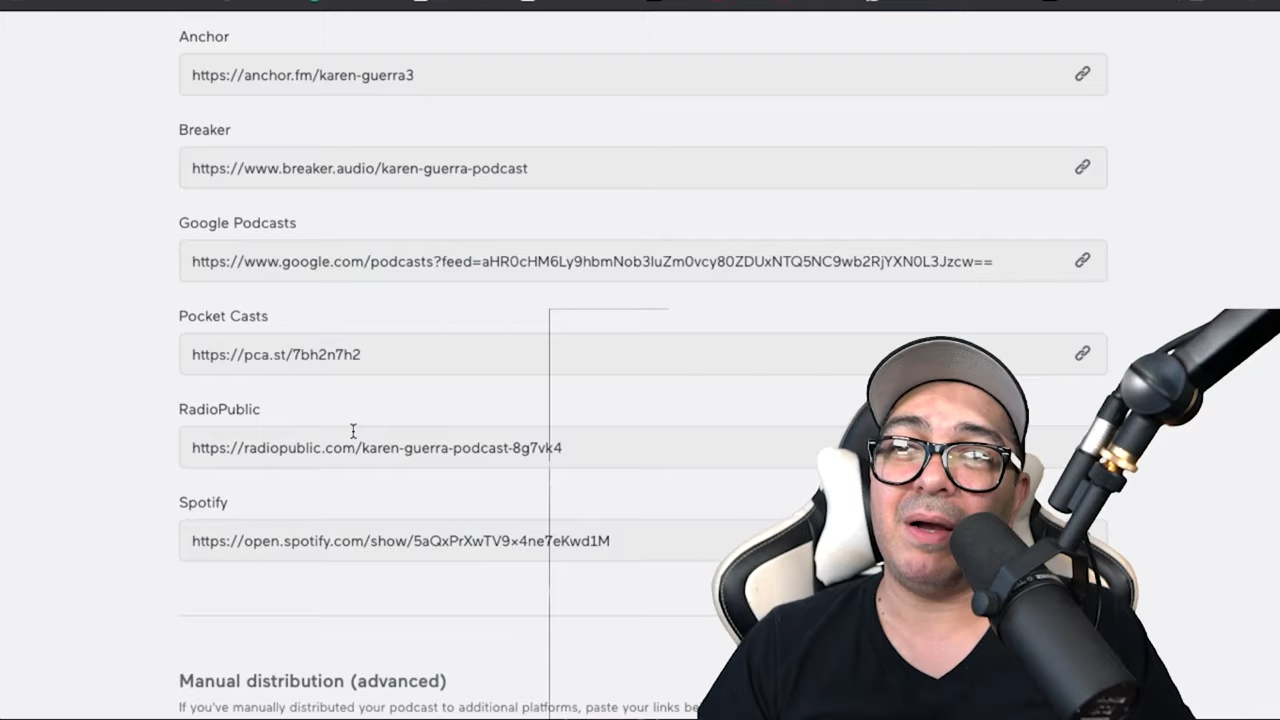 Anchor
https://anchor.fm/karen-guerra3
Breaker
https://www.breaker.audio/karen-guerra-podcast
Google Podcasts
https://www.google.com/podcasts?feed=aHR0cHM6Ly9hbmNob3IuZm0vcy80ZDUxNTQ5NC9wb2RjYXN0L3Jzcw==
Pocket Casts
https://pca.st/7bh2n7h2
RadioPublic
https://radiopublic.com/karen-guerra-podcast-8g7vk4
Spotify
https://open.spotify.com/show/5aQxPrXwTV9x4ne7eKwd1M
Manual distribution (advanced)
If you've manually distributed your podcast to additional platforms, paste your links